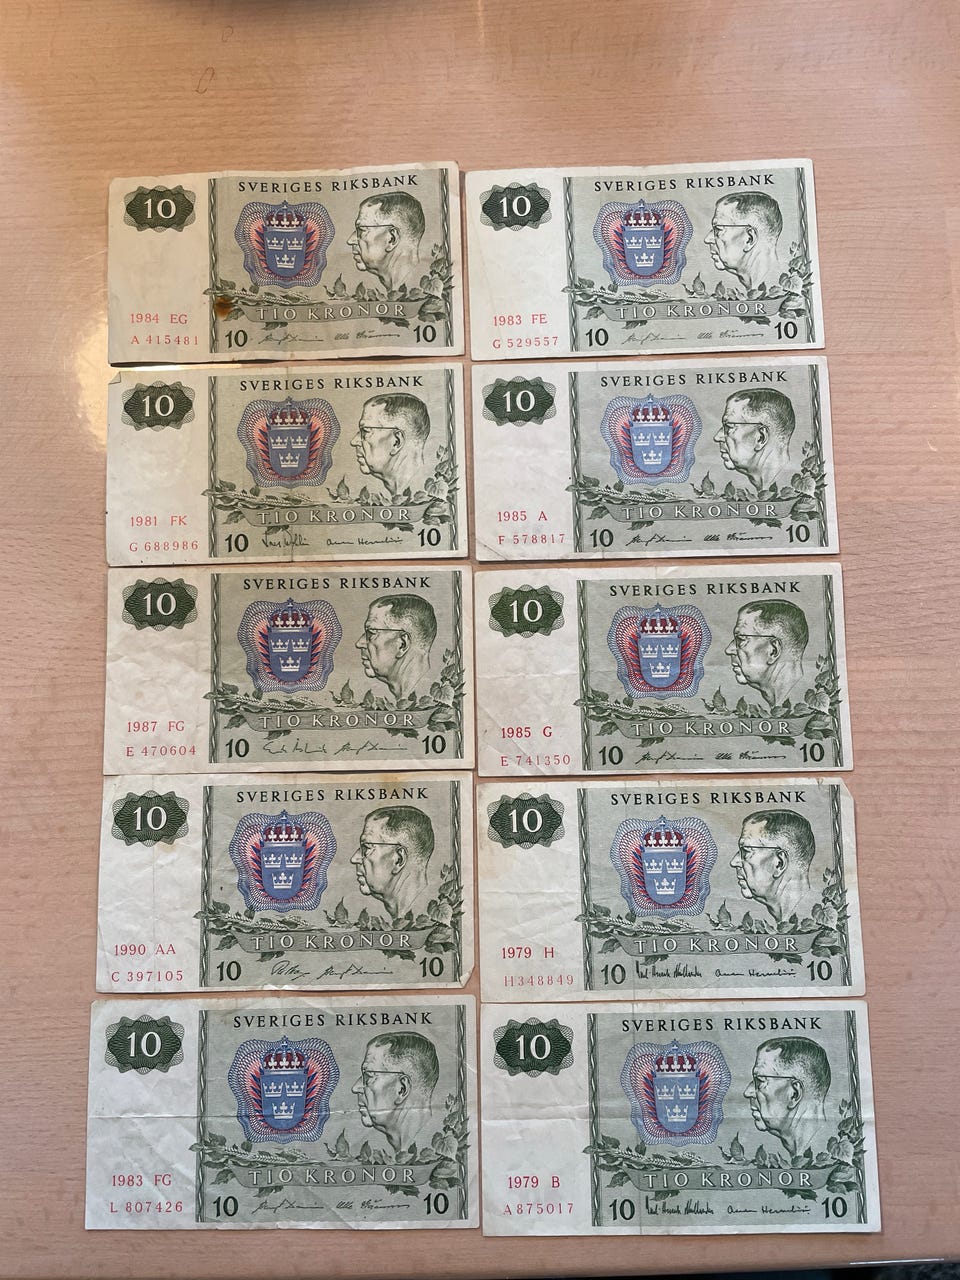 10
SVERIGES RIKSBANK
TIO KRONOR
1984 EG
A 415481
10
10
10
SVERIGES RIKSBANK
TIO KRONOR
1983 FE
G 529557
10
10
10
SVERIGES RIKSBANK
TIO KRONOR
1981 FK
G 688986
10
10
10
SVERIGES RIKSBANK
TIO KRONOR
1985 A
F 578817
10
10
10
SVERIGES RIKSBANK
TIO KRONOR
1987 FG
E 470604
10
10
10
SVERIGES RIKSBANK
TIO KRONOR
1985 G
E 741350
10
10
10
SVERIGES RIKSBANK
TIO KRONOR
1990 AA
C 397105
10
10
10
SVERIGES RIKSBANK
TIO KRONOR
1979 H
H 348849
10
10
10
SVERIGES RIKSBANK
TIO KRONOR
1983 FG
L 807426
10
10
10
SVERIGES RIKSBANK
TIO KRONOR
1979 B
A 875017
10
10